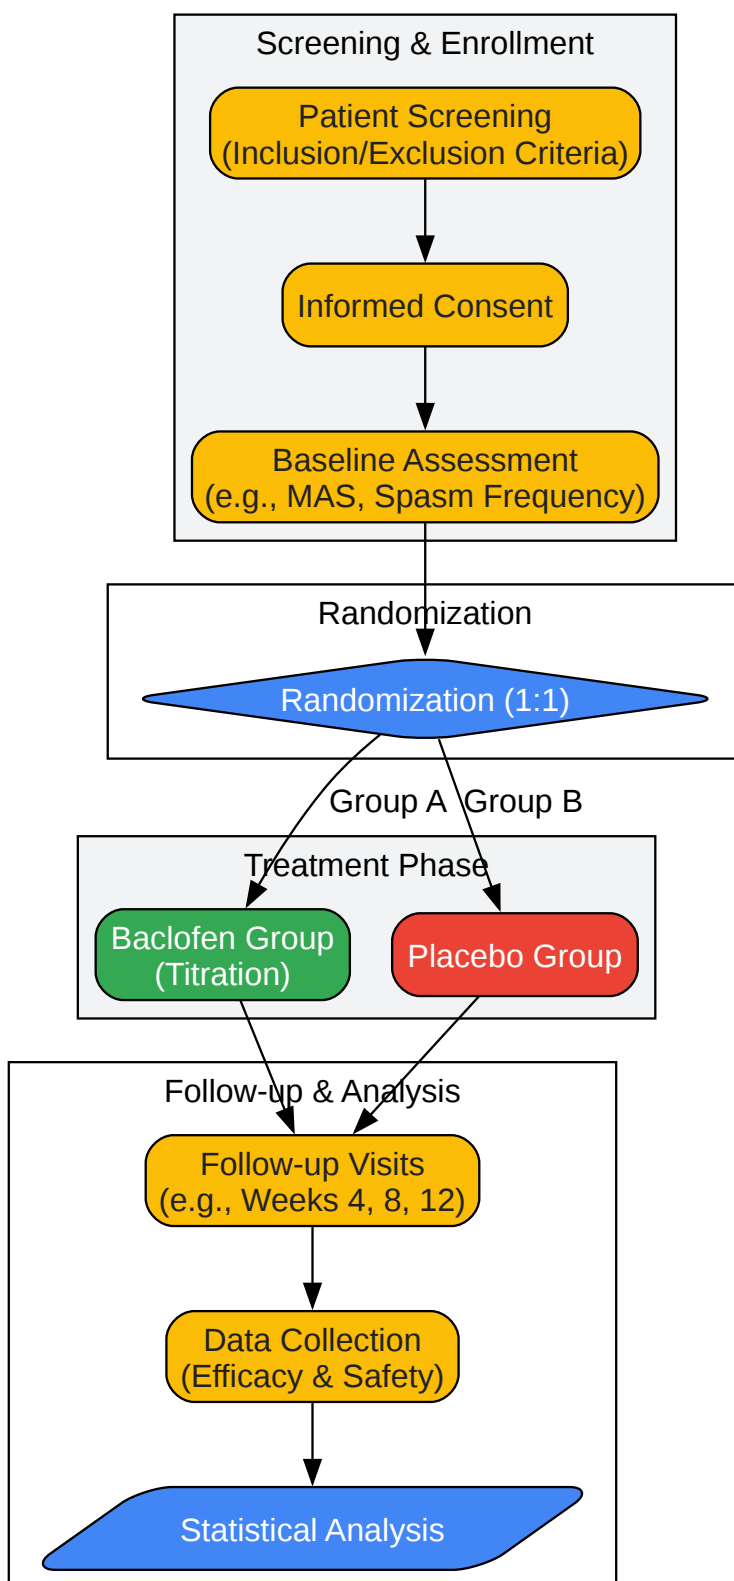 Screening & Enrollment
Patient Screening
(Inclusion/Exclusion Criteria)
Informed Consent
Baseline Assessment
(e.g., MAS, Spasm Frequency)
Randomization
Randomization (1:1)
Group A
Group B
Treatment Phase
Baclofen Group
(Titration)
Placebo Group
Follow-up & Analysis
Follow-up Visits
(e.g., Weeks 4, 8, 12)
Data Collection
(Efficacy & Safety)
Statistical Analysis